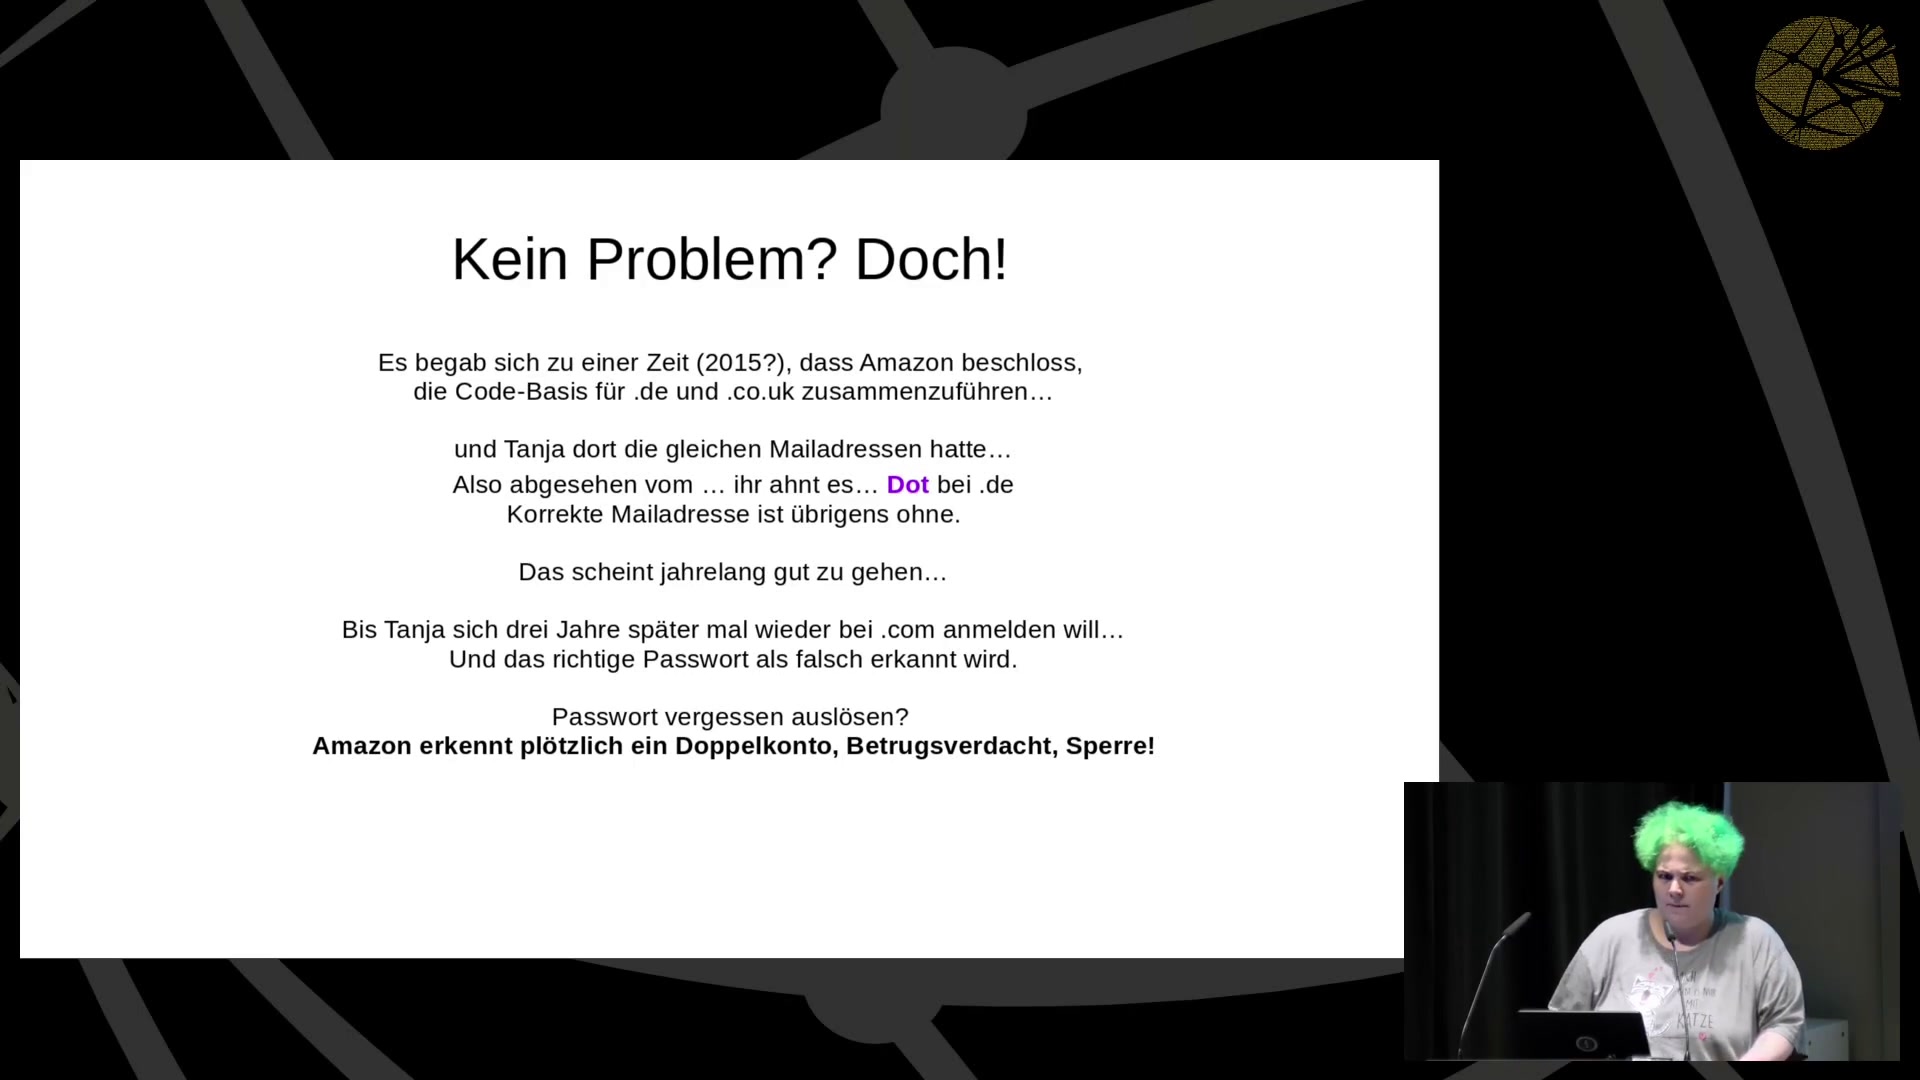 Kein Problem? Doch!
Es begab sich zu einer Zeit (2015?), dass Amazon beschloss,
die Code-Basis für .de und .co.uk zusammenzuführen…
und Tanja dort die gleichen Mailadressen hatte…
Also abgesehen vom … ihr ahnt es… Dot bei .de
Korrekte Mailadresse ist übrigens ohne.
Das scheint jahrelang gut zu gehen…
Bis Tanja sich drei Jahre später mal wieder bei .com anmelden will…
Und das richtige Passwort als falsch erkannt wird.
Passwort vergessen auslösen?
Amazon erkennt plötzlich ein Doppelkonto, Betrugsverdacht, Sperre!
MIT
KATZE